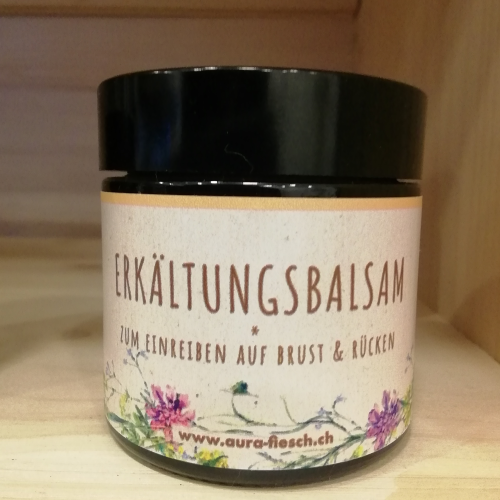 ERKÄLTUNGSBALSAM
*
ZUM EINREIBEN AUF BRUST & RÜCKEN
www.aura-fiesch.ch